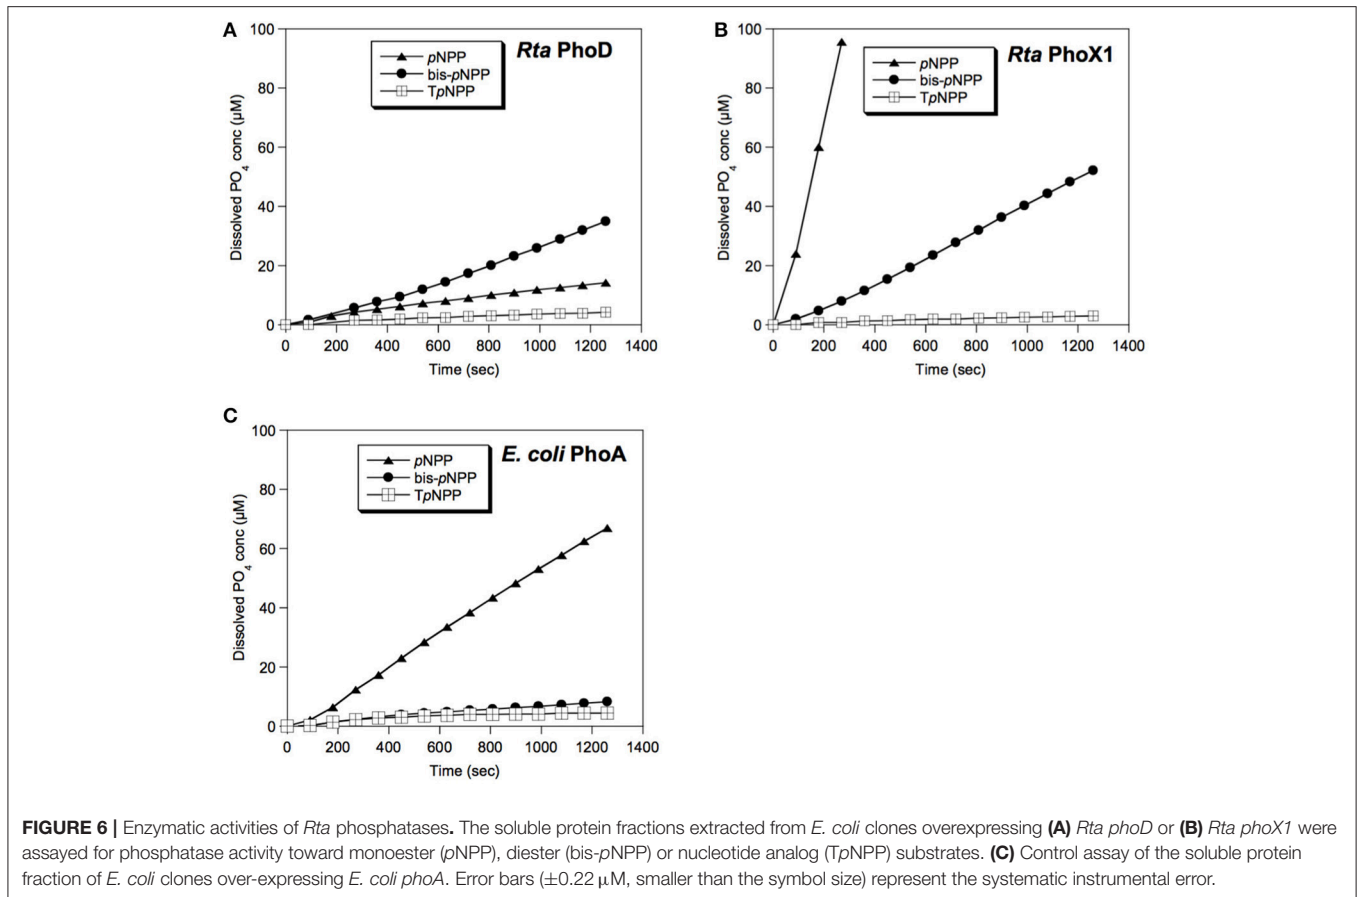 A
Rta PhoD
pNPP
bis-pNPP
TpNPP
100
80
60
40
20
0
Dissolved PO4 conc (µM)
0 200 400 600 800 1000 1200 1400
Time (sec)
B
Rta PhoX1
pNPP
bis-pNPP
TpNPP
100
80
60
40
20
0
Dissolved PO4 conc (µM)
0 200 400 600 800 1000 1200 1400
Time (sec)
C
E. coli PhoA
pNPP
bis-pNPP
TpNPP
100
80
60
40
20
0
Dissolved PO4 conc (µM)
0 200 400 600 800 1000 1200 1400
Time (sec)
FIGURE 6 | Enzymatic activities of Rta phosphatases. The soluble protein fractions extracted from E. coli clones overexpressing (A) Rta phoD or (B) Rta phoX1 were
assayed for phosphatase activity toward monoester (pNPP), diester (bis-pNPP) or nucleotide analog (TpNPP) substrates. (C) Control assay of the soluble protein
fraction of E. coli clones over-expressing E. coli phoA. Error bars (±0.22 µM, smaller than the symbol size) represent the systematic instrumental error.